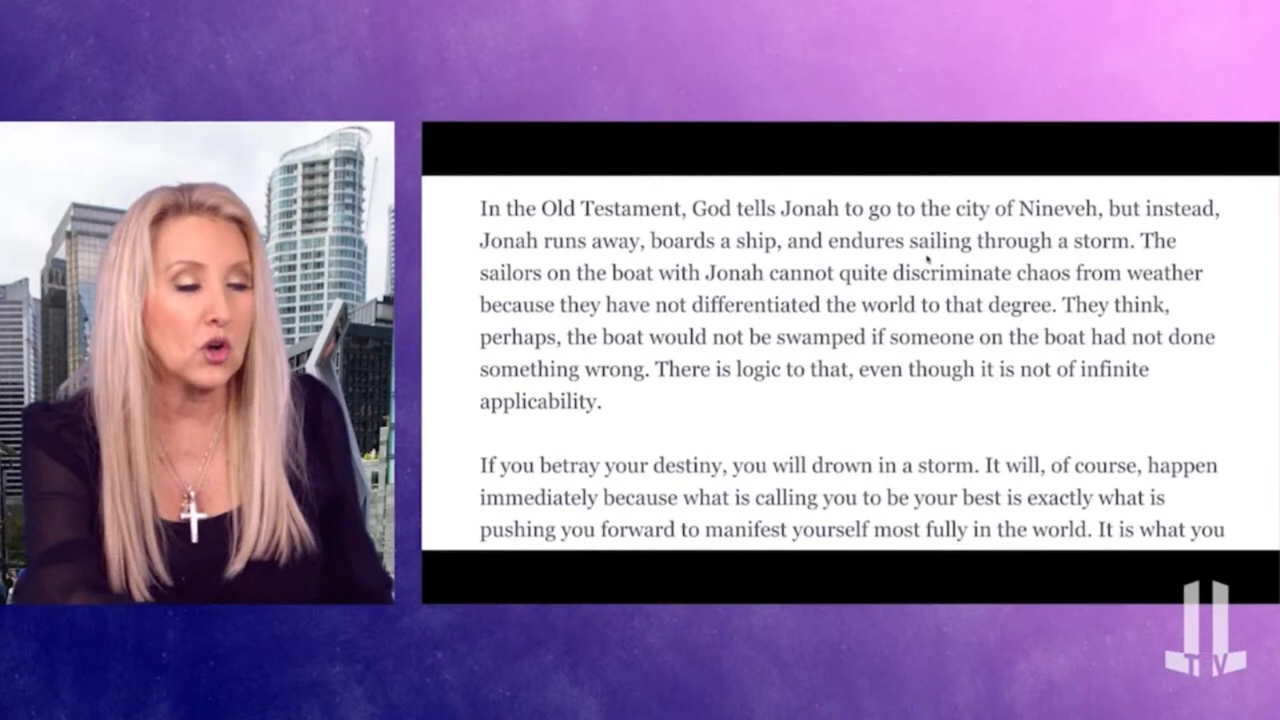 In the Old Testament, God tells Jonah to go to the city of Nineveh, but instead,
Jonah runs away, boards a ship, and endures sailing through a storm. The
sailors on the boat with Jonah cannot quite discriminate chaos from weather
because they have not differentiated the world to that degree. They think,
perhaps, the boat would not be swamped if someone on the boat had not done
something wrong. There is logic to that, even though it is not of infinite
applicability.
If you betray your destiny, you will drown in a storm. It will, of course, happen
immediately because what is calling you to be your best is exactly what is
pushing you forward to manifest yourself most fully in the world. It is what you
TV